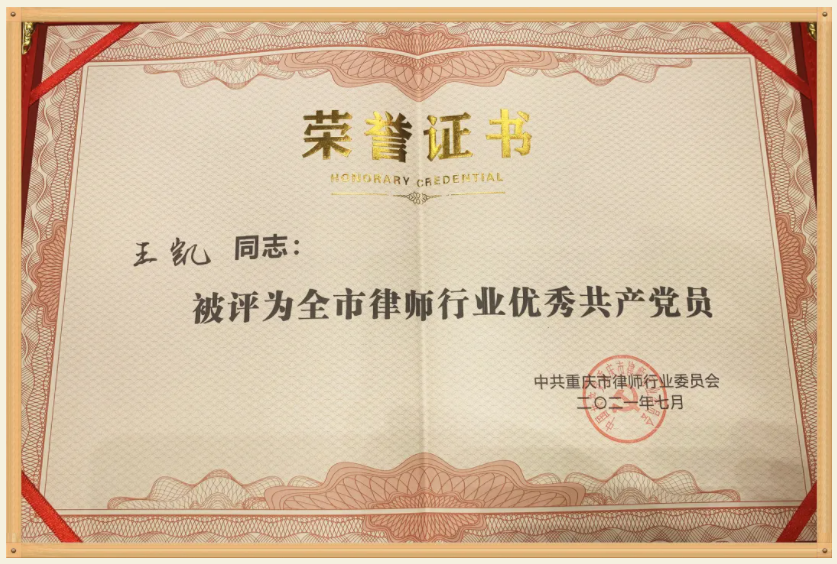 荣誉证书
HONORARY CREDENTIAL
王凯 同志：
被评为全市律师行业优秀共产党员
中共重庆市律师行业委员会
二〇二一年七月